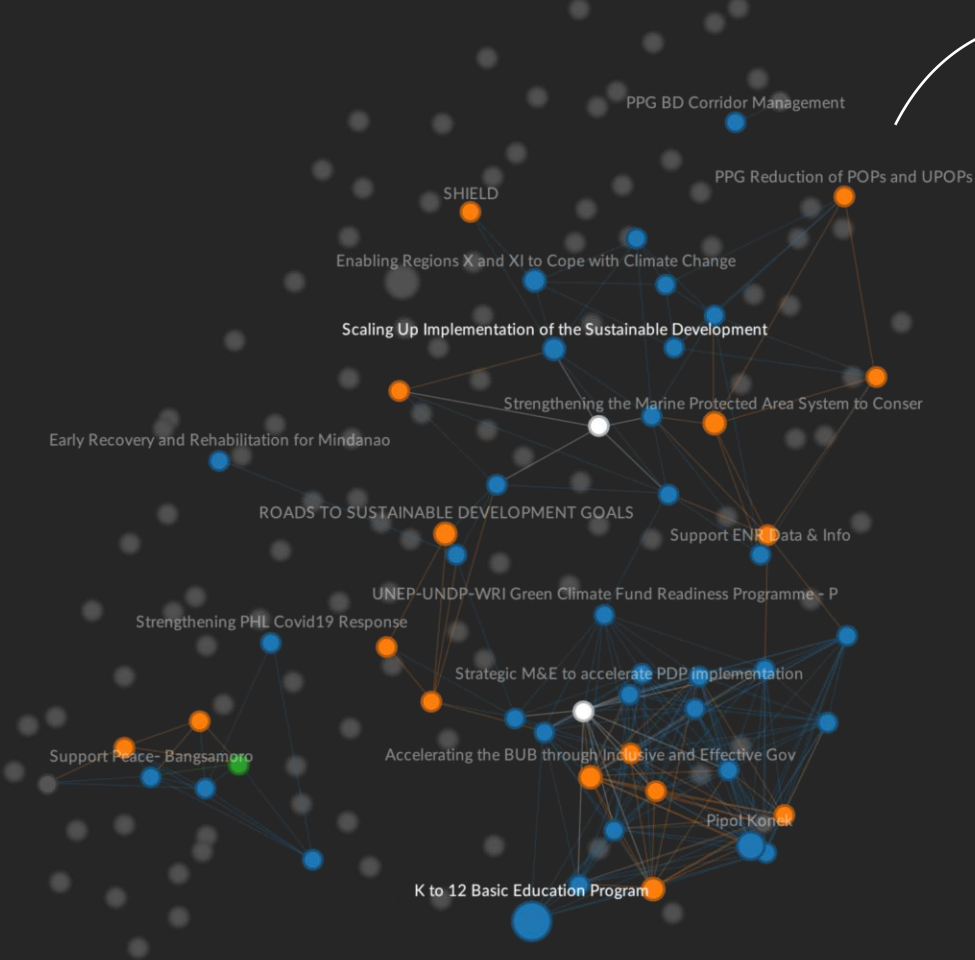 PPG BD Corridor Management
PPG Reduction of POPs and UPOPs
SHIELD
Enabling Regions X and XI to Cope with Climate Change
Scaling Up Implementation of the Sustainable Development
Strengthening the Marine Protected Area System to Conser
Early Recovery and Rehabilitation for Mindanao
ROADS TO SUSTAINABLE DEVELOPMENT GOALS
Support ENR Data & Info
UNEP-UNDP-WRI Green Climate Fund Readiness Programme - P
Strengthening PHL Covid19 Response
Strategic M&E to accelerate PDP implementation
Support Peace- Bangsamoro
Accelerating the BUB through Inclusive and Effective Gov
Pipol Konek
K to 12 Basic Education Program